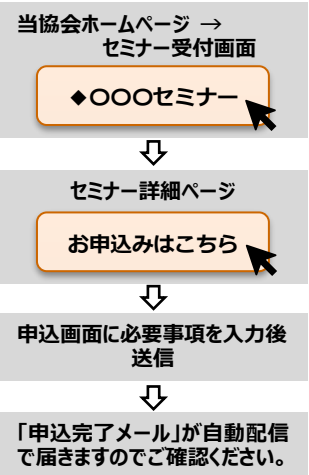 当協会ホームページ →
セミナー受付画面
◆〇〇〇セミナー
⇩
セミナー詳細ページ
お申込みはこちら
⇩
申込画面に必要事項を入力後
送信
⇩
「申込完了メール」が自動配信
で届きますのでご確認ください。